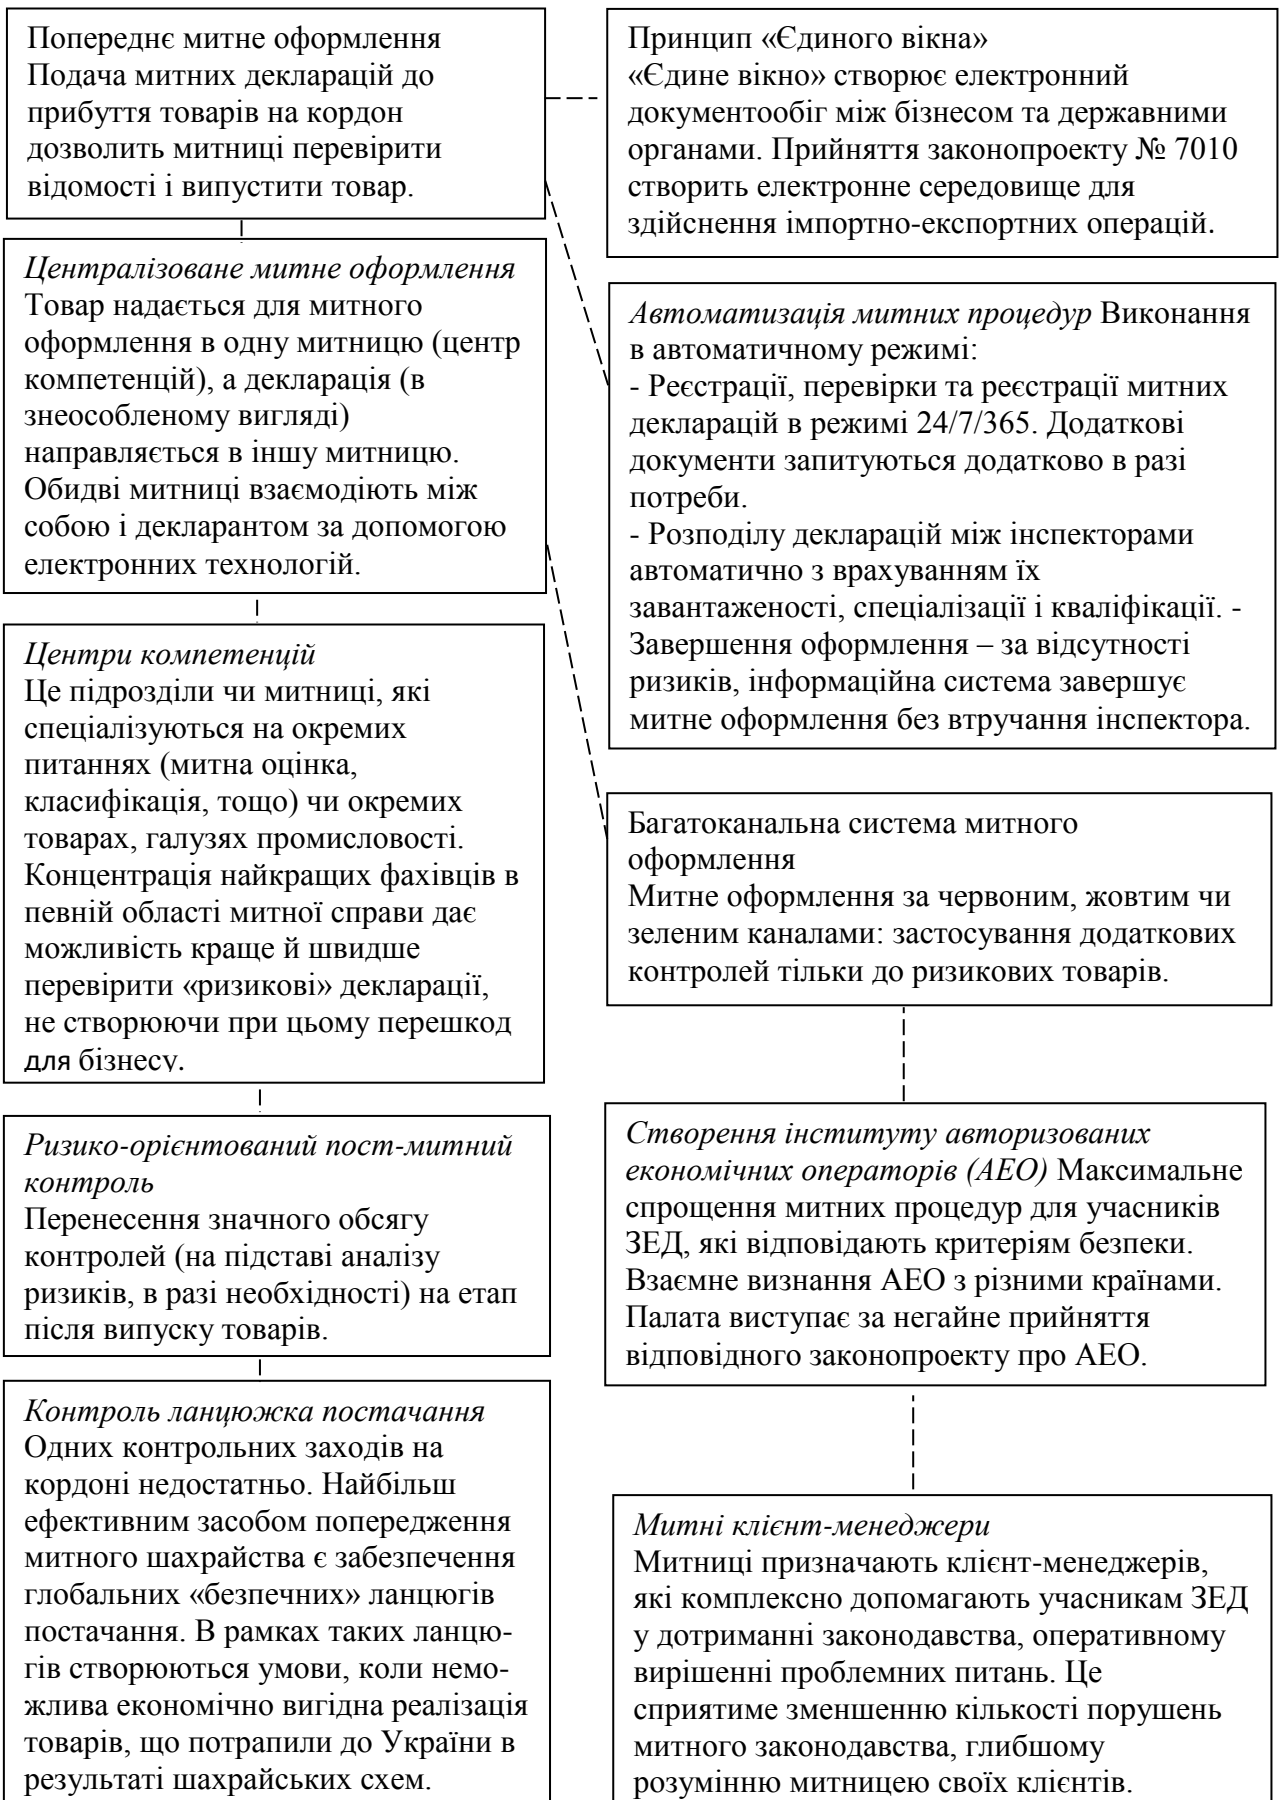 Попереднє митне оформлення
Подача митних декларацій до
прибуття товарів на кордон
дозволить митниці перевірити
відомості і випустити товар.
Принцип «Єдиного вікна»
«Єдине вікно» створює електронний
документообіг між бізнесом та державними
органами. Прийняття законопроекту № 7010
створить електронне середовище для
здійснення імпортно-експортних операцій.
Централізоване митне оформлення
Товар надається для митного
оформлення в одну митницю (центр
компетенцій), а декларація (в
знеособленому вигляді)
направляється в іншу митницю.
Обидві митниці взаємодіють між
собою і декларантом за допомогою
електронних технологій.
Автоматизація митних процедур Виконання
в автоматичному режимі:
- Реєстрації, перевірки та реєстрації митних
декларацій в режимі 24/7/365. Додаткові
документи запитуються додатково в разі
потреби.
- Розподілу декларацій між інспекторами
автоматично з врахуванням їх
завантаженості, спеціалізації і кваліфікації. -
Завершення оформлення – за відсутності
ризиків, інформаційна система завершує
митне оформлення без втручання інспектора.
Центри компетенцій
Це підрозділи чи митниці, які
спеціалізуються на окремих
питаннях (митна оцінка,
класифікація, тощо) чи окремих
товарах, галузях промисловості.
Концентрація найкращих фахівців в
певній області митної справи дає
можливість краще й швидше
перевірити «ризикові» декларації,
не створюючи при цьому перешкод
для бізнесу.
Багатоканальна система митного
оформлення
Митне оформлення за червоним, жовтим чи
зеленим каналами: застосування додаткових
контролей тільки до ризикових товарів.
Ризико-орієнтований пост-митний
контроль
Перенесення значного обсягу
контролей (на підставі аналізу
ризиків, в разі необхідності) на етап
після випуску товарів.
Створення інституту авторизованих
економічних операторів (АЕО) Максимальне
спрощення митних процедур для учасників
ЗЕД, які відповідають критеріям безпеки.
Взаємне визнання АЕО з різними країнами.
Палата виступає за негайне прийняття
відповідного законопроекту про АЕО.
Контроль ланцюжка постачання
Одних контрольних заходів на
кордоні недостатньо. Найбільш
ефективним засобом попередження
митного шахрайства є забезпечення
глобальних «безпечних» ланцюгів
постачання. В рамках таких ланцю-
гів створюються умови, коли немо-
жлива економічно вигідна реалізація
товарів, що потрапили до України в
результаті шахрайських схем.
Митні клієнт-менеджери
Митниці призначають клієнт-менеджерів,
які комплексно допомагають учасникам ЗЕД
у дотриманні законодавства, оперативному
вирішенні проблемних питань. Це
сприятиме зменшенню кількості порушень
митного законодавства, глибшому
розумінню митницею своїх клієнтів.